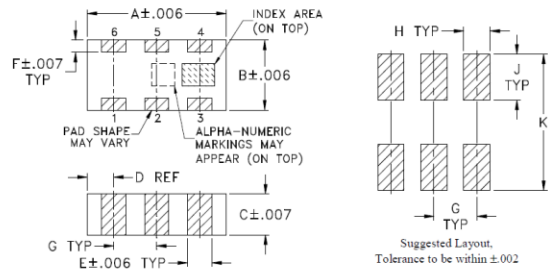 A±.006
6 5 4
INDEX AREA
(ON TOP)
F±.007
TYP
B±.006
1 2 3
PAD SHAPE
MAY VARY
ALPHA-NUMERIC
MARKINGS MAY
APPEAR (ON TOP)
D REF
C±.007
G TYP
E±.006 TYP
H TYP
J
TYP
K
G
TYP
Suggested Layout,
Tolerance to be within ±.002